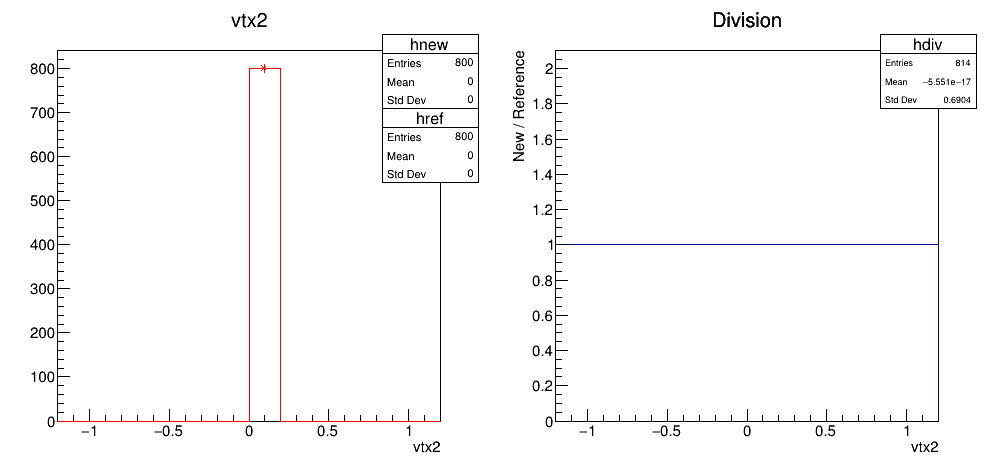 vtx2
hnew
Entries 800
Mean 0
Std Dev 0
href
Entries 800
Mean 0
Std Dev 0
800
700
600
500
400
300
200
100
0
−1 −0.5 0 0.5 1
vtx2
Division
hdiv
Entries 814
Mean −5.551e−17
Std Dev 0.6904
New / Reference
2
1.8
1.6
1.4
1.2
1
0.8
0.6
0.4
0.2
0
−1 −0.5 0 0.5 1
vtx2